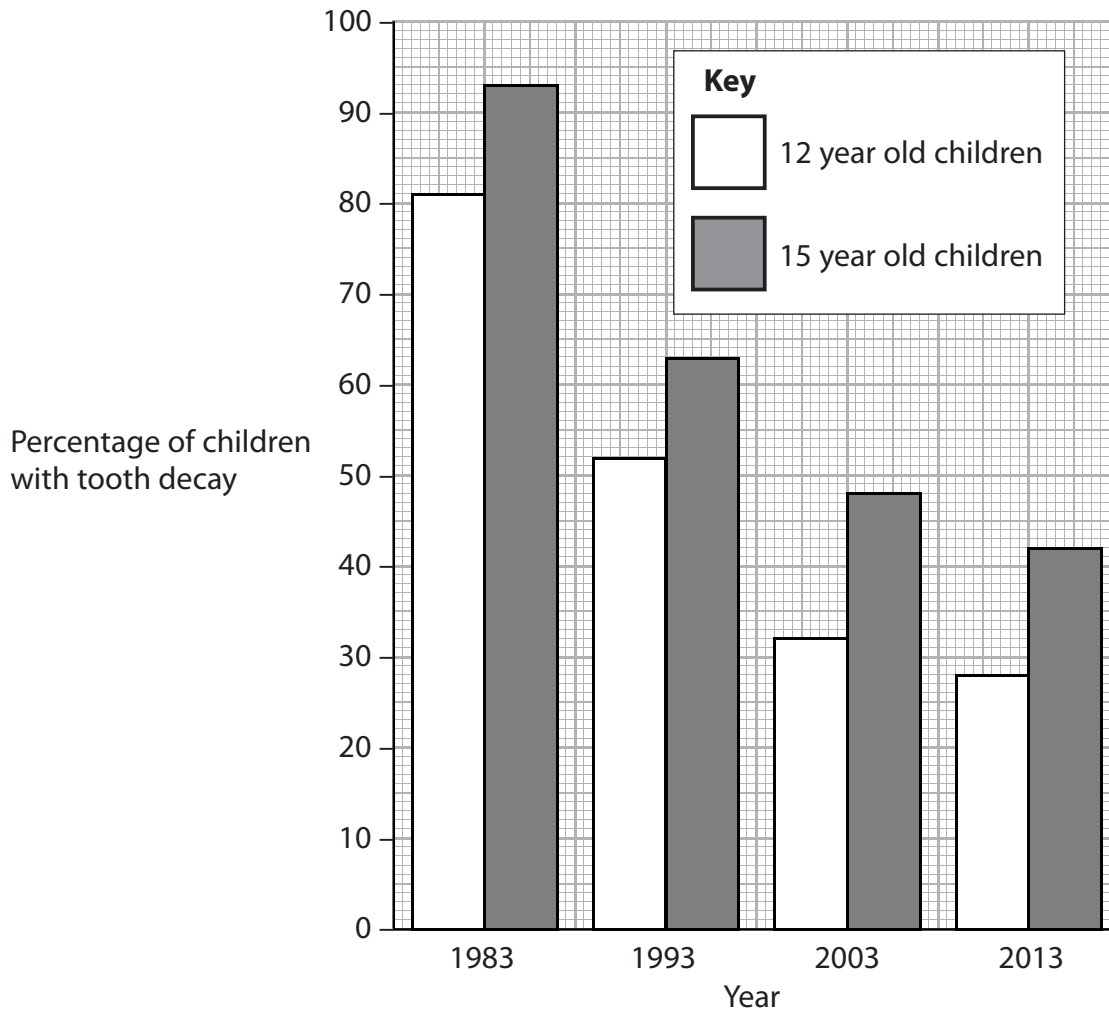 100
90
80
70
60
50
40
30
20
10
0
Percentage of children
with tooth decay
Key
12 year old children
15 year old children
1983 1993 2003 2013
Year